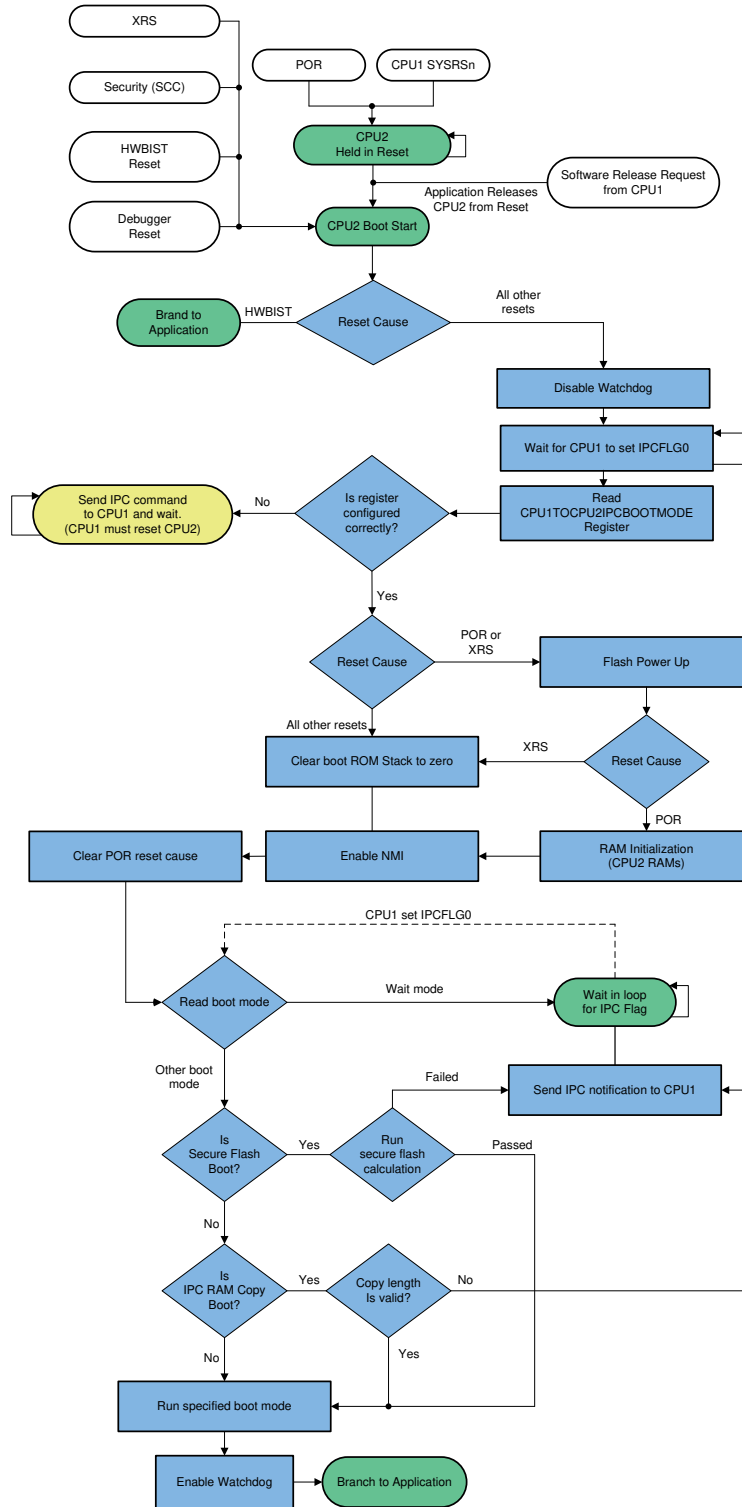 XRS
POR
CPU1 SYSRSn
Security (SCC)
CPU2
Held in Reset
HWBIST
Reset
Software Release Request
from CPU1
Application Releases
CPU2 from Reset
Debugger
Reset
CPU2 Boot Start
Brand to
Application
HWBIST
Reset Cause
All other
resets
Disable Watchdog
Wait for CPU1 to set IPCFLG0
Send IPC command
to CPU1 and wait.
(CPU1 must reset CPU2)
No
Is register
configured
correctly?
Read
CPU1TOCPU2IPCBOOTMODE
Register
Yes
Reset Cause
POR or
XRS
Flash Power Up
All other resets
Clear boot ROM Stack to zero
XRS
Reset Cause
POR
Clear POR reset cause
Enable NMI
RAM Initialization
(CPU2 RAMs)
CPU1 set IPCFLG0
Read boot mode
Wait mode
Wait in loop
for IPC Flag
Other boot
mode
Failed
Send IPC notification to CPU1
Is
Secure Flash
Boot?
Yes
Run
secure flash
calculation
Passed
No
Is
IPC RAM Copy
Boot?
Yes
Copy length
Is valid?
No
No
Yes
Run specified boot mode
Enable Watchdog
Branch to Application